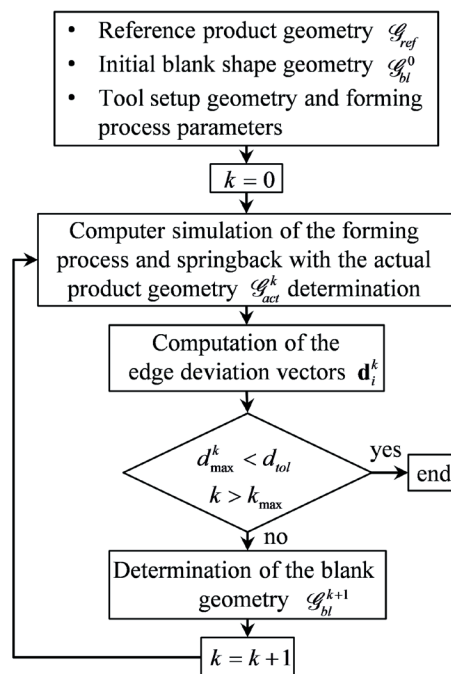 • Reference product geometry 𝒢_ref
• Initial blank shape geometry 𝒢_bl^0
• Tool setup geometry and forming
process parameters
k = 0
Computer simulation of the forming
process and springback with the actual
product geometry 𝒢_act^k determination
Computation of the
edge deviation vectors d_i^k
d_max^k < d_tol
k > k_max
yes
end
no
Determination of the blank
geometry 𝒢_bl^{k+1}
k = k+1